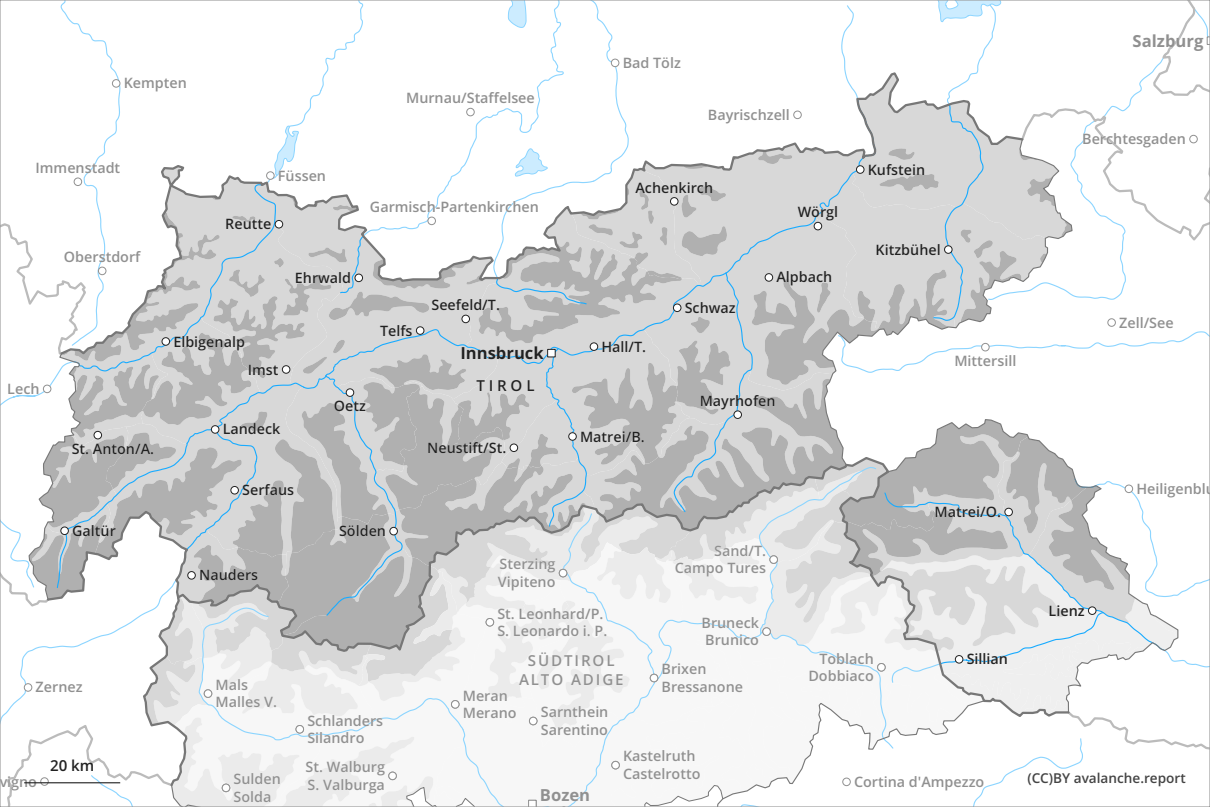 Salzburg
Kempten
Bad Tölz
Murnau/Staffelsee
Bayrischzell
Berchtesgaden
Immenstadt
Füssen
Kufstein
Achenkirch
Garmisch-Partenkirchen
Wörgl
Reutte
Kitzbühel
Oberstdorf
Ehrwald
Alpbach
Seefeld/T.
Schwaz
Telfs
Zell/See
Elbigenalp
Innsbruck
Hall/T.
Mittersill
Imst
TIROL
Lech
Oetz
Mayrhofen
Landeck
Matrei/B.
St. Anton/A.
Neustift/St.
Serfaus
Heiligenblu
Matrei/O.
Galtür
Sölden
Sand/T.
Campo Tures
Sterzing
Vipiteno
Nauders
Lienz
St. Leonhard/P.
S. Leonardo i. P.
Bruneck
Brunico
Sillian
SÜDTIROL
ALTO ADIGE
Toblach
Dobbiaco
Brixen
Bressanone
Zernez
Mals
Malles V.
Meran
Merano
Sarnthein
Sarentino
Schlanders
Silandro
20 km
St. Walburg
S. Valburga
Kastelruth
Castelrotto
vigno
Sulden
Solda
Cortina d'Ampezzo
(CC)BY avalanche.report
Bozen